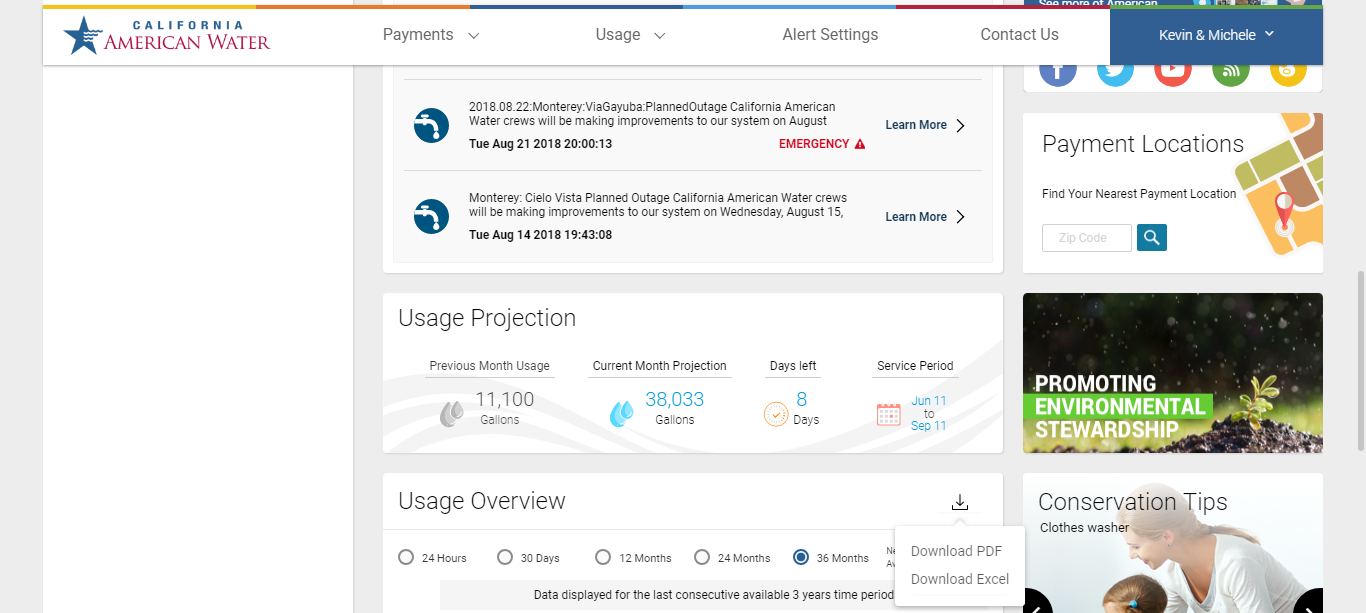 See more of American
CALIFORNIA
AMERICAN WATER
Payments
Usage
Alert Settings
Contact Us
Kevin & Michele
2018.08.22:Monterey:ViaGayuba:PlannedOutage California American
Water crews will be making improvements to our system on August
Tue Aug 21 2018 20:00:13
EMERGENCY
Learn More
Monterey: Cielo Vista Planned Outage California American Water crews
will be making improvements to our system on Wednesday, August 15,
Tue Aug 14 2018 19:43:08
Learn More
Payment Locations
Find Your Nearest Payment Location
Zip Code
Usage Projection
Previous Month Usage
11,100
Gallons
Current Month Projection
38,033
Gallons
Days left
8
Days
Service Period
Jun 11
to
Sep 11
PROMOTING
ENVIRONMENTAL
STEWARDSHIP
Usage Overview
Download PDF
Download Excel
24 Hours
30 Days
12 Months
24 Months
36 Months
Data displayed for the last consecutive available 3 years time period
Conservation Tips
Clothes washer